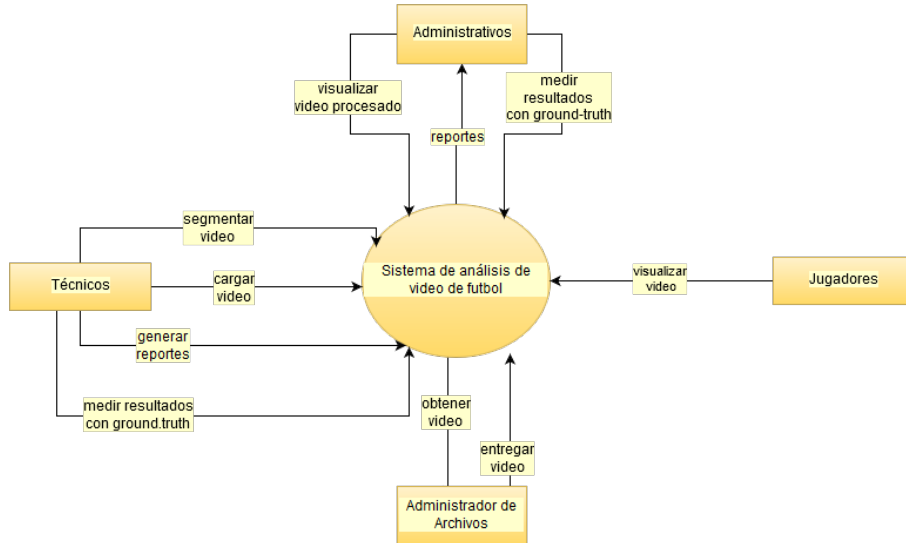 Administrativos
visualizar
video procesado
medir
resultados
con ground-truth
reportes
segmentar
video
Técnicos
cargar
video
Sistema de análisis de
video de futbol
visualizar
video
Jugadores
generar
reportes
medir resultados
con ground.truth
obtener
video
entregar
video
Administrador de
Archivos